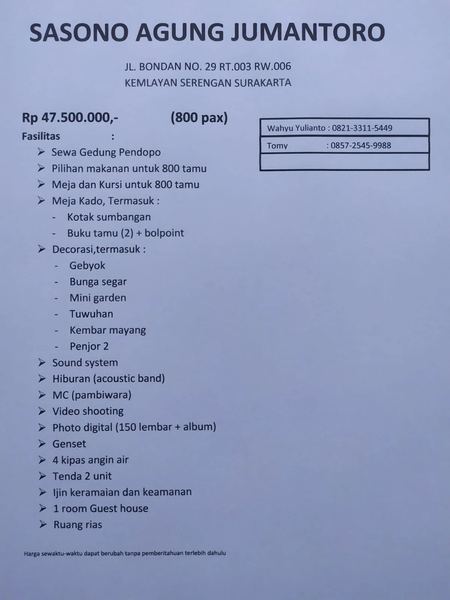 SASONO AGUNG JUMANTORO
JL. BONDAN NO. 29 RT.003 RW.006
KEMLAYAN SERENGAN SURAKARTA
Rp 47.500.000,- (800 pax)
Wahyu Yulianto : 0821-3311-5449
Tomy : 0857-2545-9988
Fasilitas :
➤ Sewa Gedung Pendopo
➤ Pilihan makanan untuk 800 tamu
➤ Meja dan Kursi untuk 800 tamu
➤ Meja Kado, Termasuk :
- Kotak sumbangan
- Buku tamu (2) + bolpoint
➤ Decorasi,termasuk :
- Gebyok
- Bunga segar
- Mini garden
- Tuwuhan
- Kembar mayang
- Penjor 2
➤ Sound system
➤ Hiburan (acoustic band)
➤ MC (pambiwara)
➤ Video shooting
➤ Photo digital (150 lembar + album)
➤ Genset
➤ 4 kipas angin air
➤ Tenda 2 unit
➤ Ijin keramaian dan keamanan
➤ 1 room Guest house
➤ Ruang rias
Harga sewaktu-waktu dapat berubah tanpa pemberitahuan terlebih dahulu